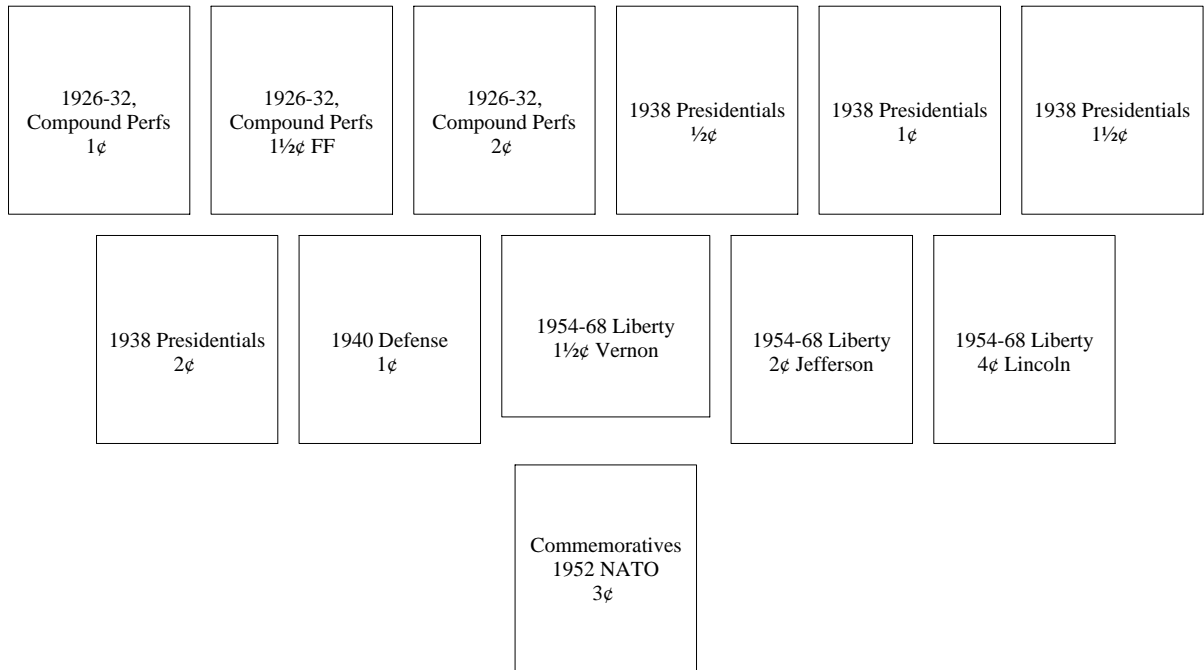 1926-32,
Compound Perfs
1¢
1926-32,
Compound Perfs
1½¢ FF
1926-32,
Compound Perfs
2¢
1938 Presidentials
½¢
1938 Presidentials
1¢
1938 Presidentials
1½¢
1938 Presidentials
2¢
1940 Defense
1¢
1954-68 Liberty
1½¢ Vernon
1954-68 Liberty
2¢ Jefferson
1954-68 Liberty
4¢ Lincoln
Commemoratives
1952 NATO
3¢